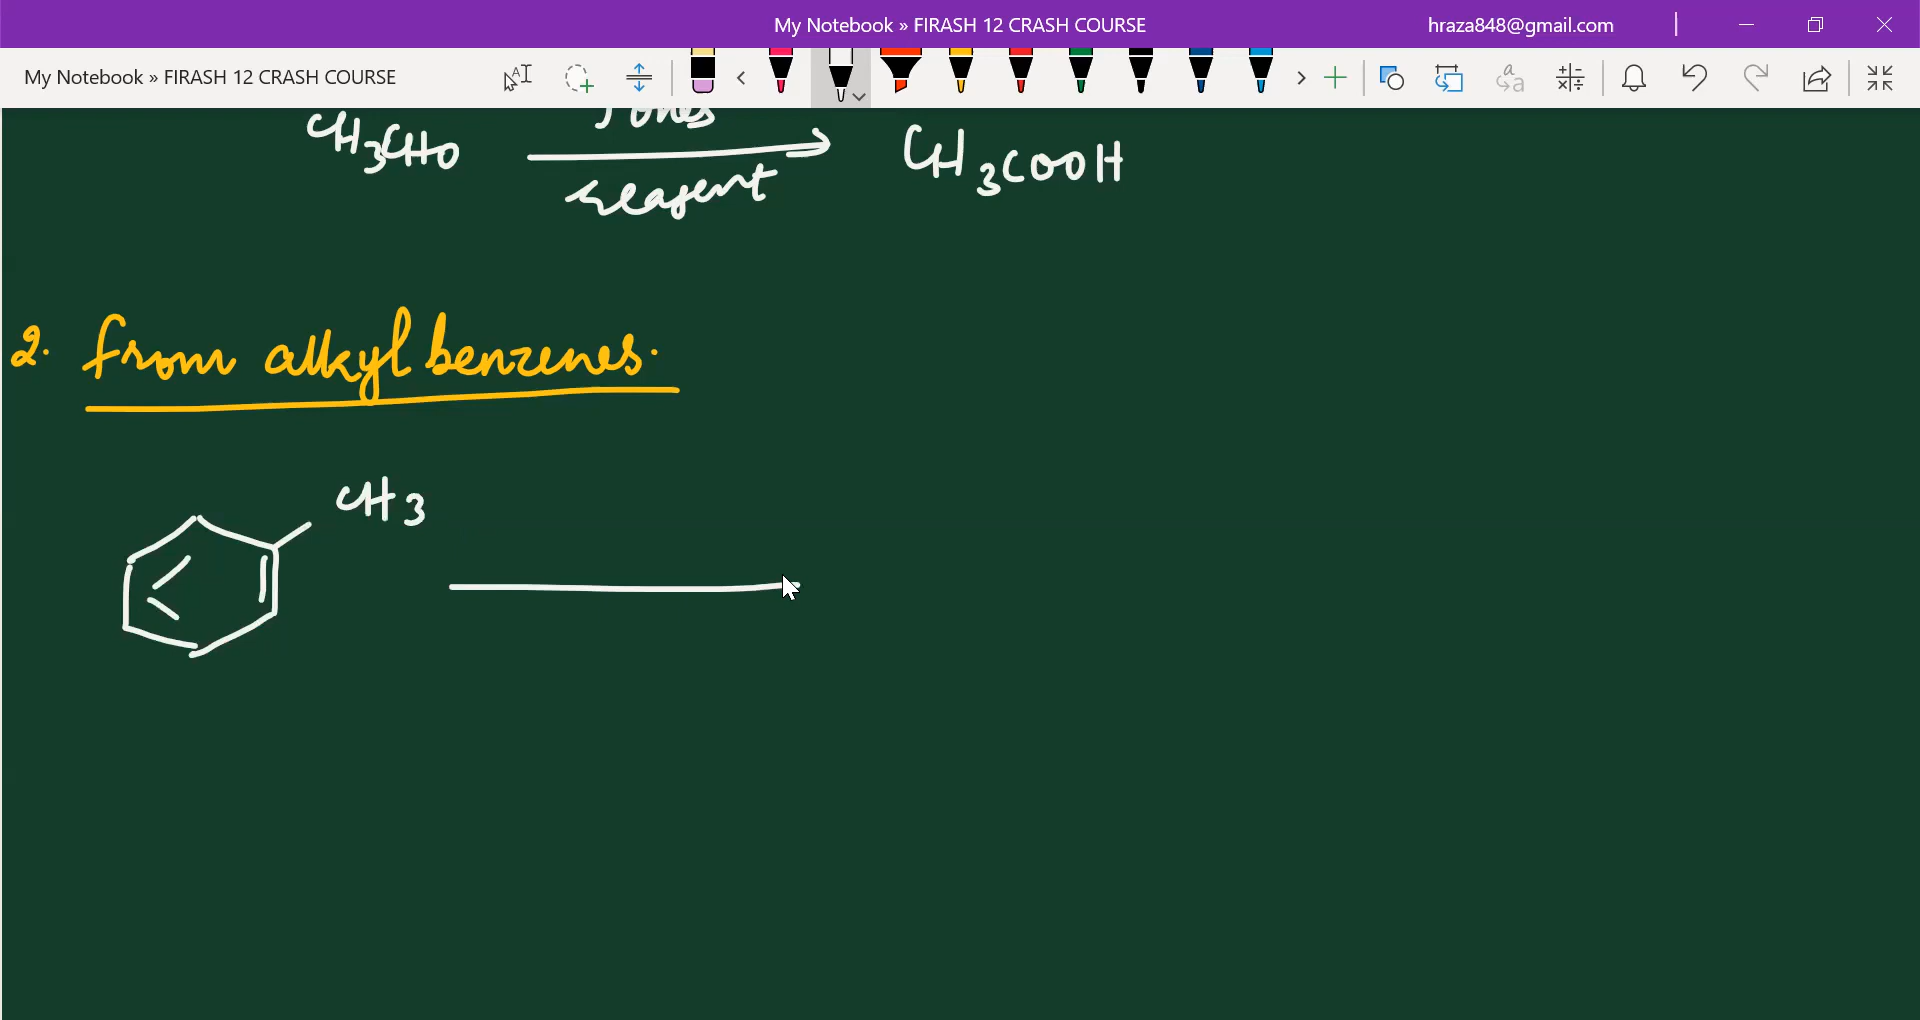 My Notebook » FIRASH 12 CRASH COURSE
hraza848@gmail.com
My Notebook » FIRASH 12 CRASH COURSE
CH3CHO Jones reagent CH3COOH
2. from alkyl benzenes.
CH3